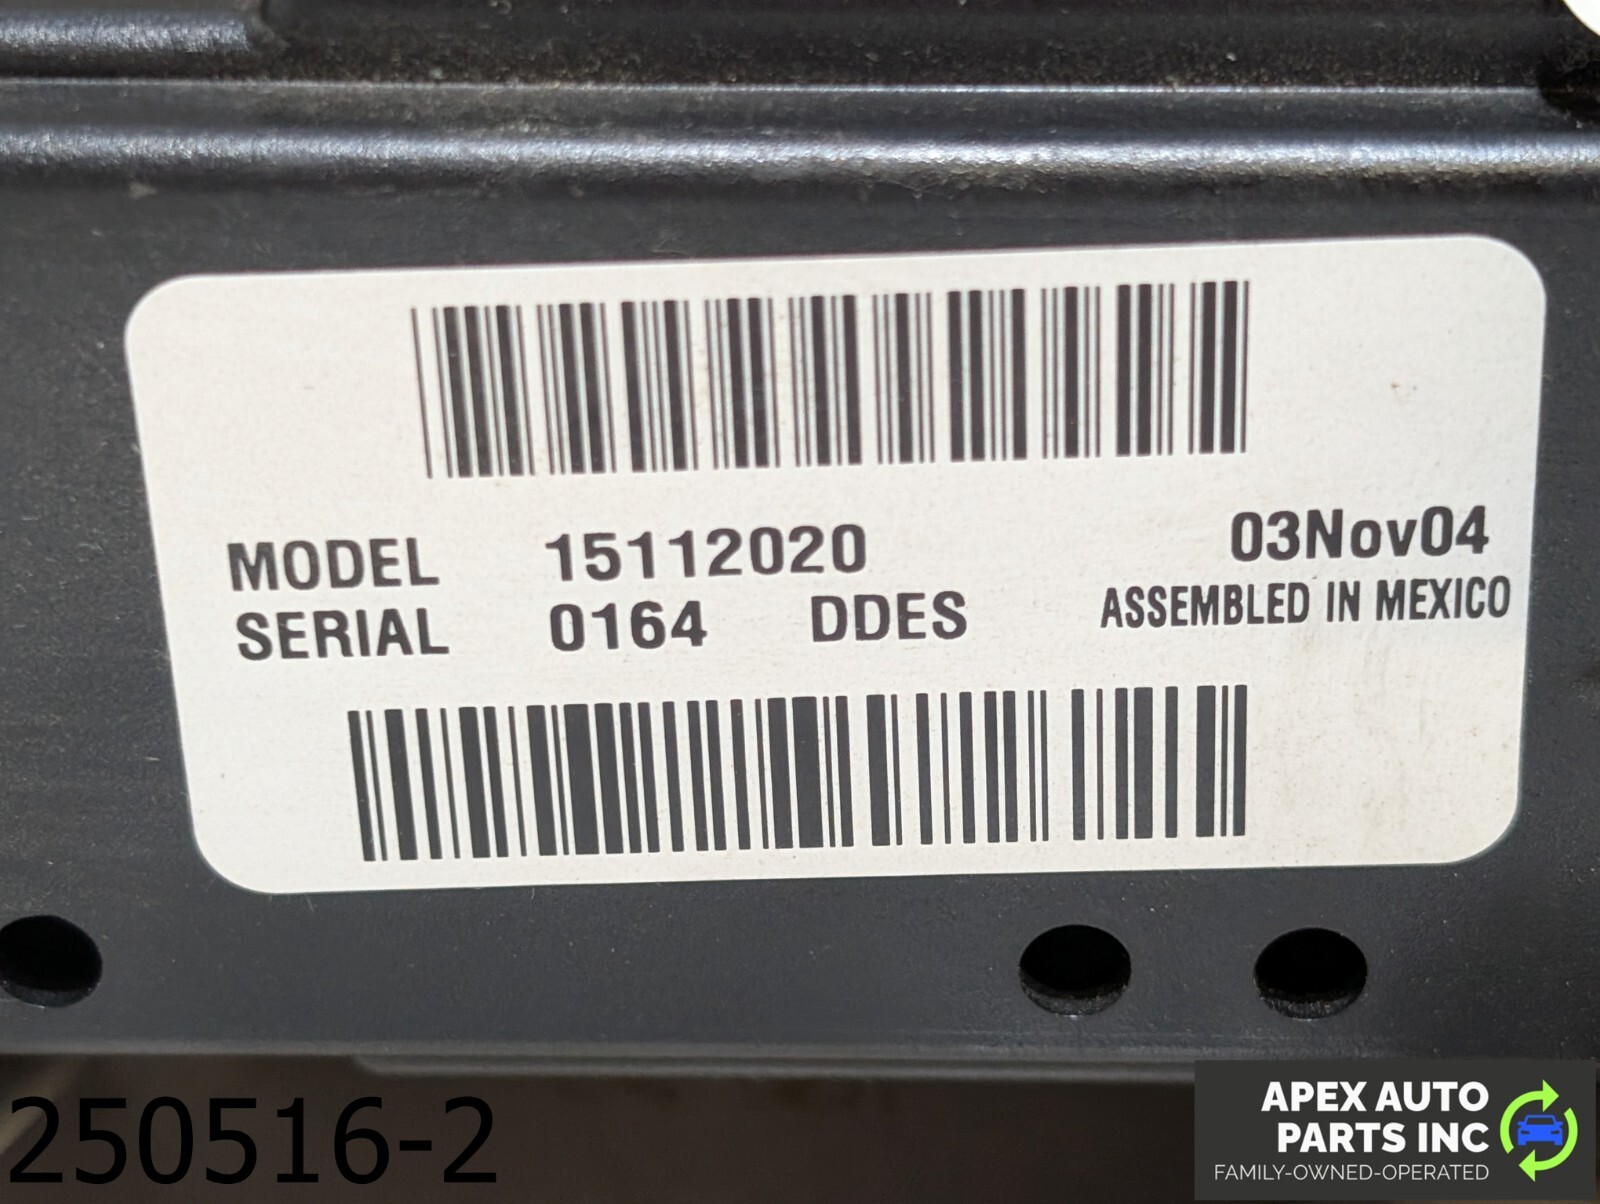 MODEL 15112020 03Nov04
SERIAL 0164 DDES ASSEMBLED IN MEXICO
250516-2
APEX AUTO
PARTS INC
FAMILY-OWNED-OPERATED